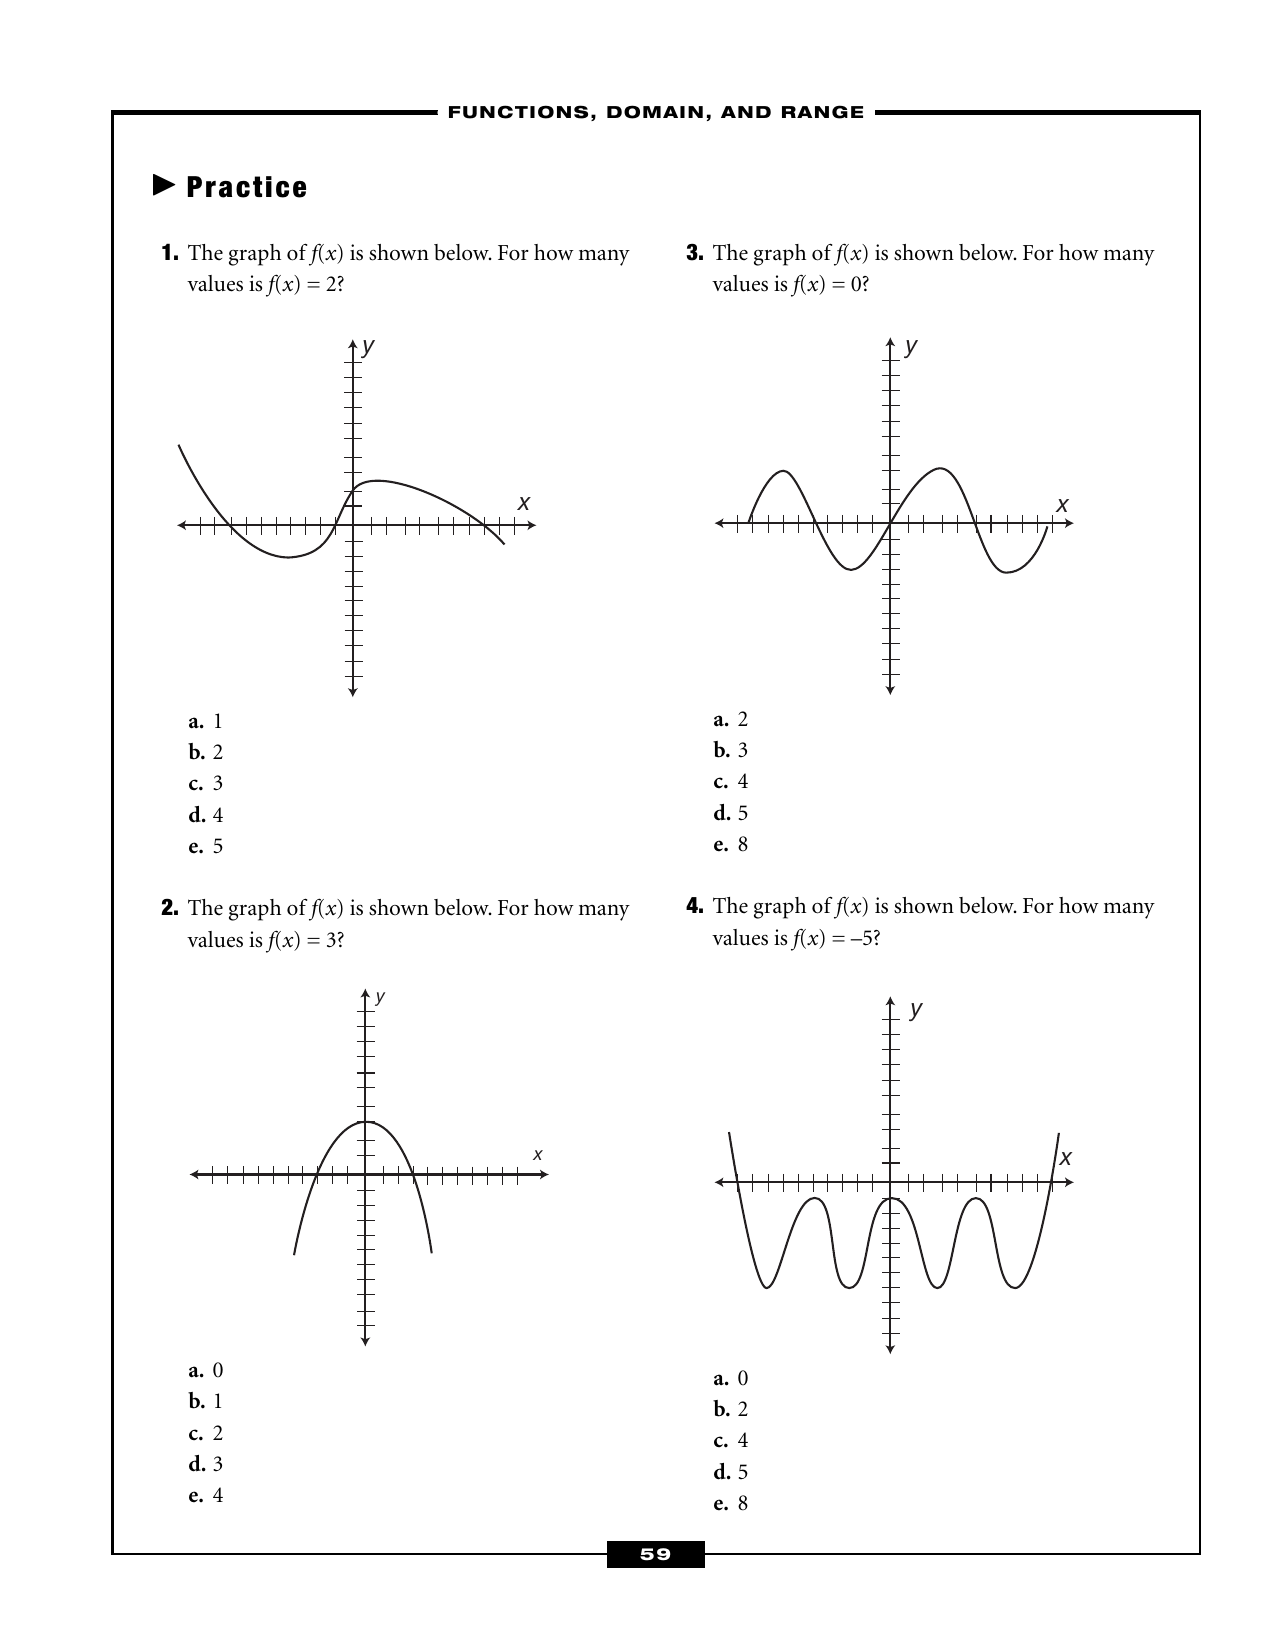 FUNCTIONS, DOMAIN, AND RANGE
Practice
1. The graph of f(x) is shown below. For how many
values is f(x) = 2?
y
x
a. 1
b. 2
c. 3
d. 4
e. 5
2. The graph of f(x) is shown below. For how many
values is f(x) = 3?
y
x
a. 0
b. 1
c. 2
d. 3
e. 4
3. The graph of f(x) is shown below. For how many
values is f(x) = 0?
y
x
a. 2
b. 3
c. 4
d. 5
e. 8
4. The graph of f(x) is shown below. For how many
values is f(x) = –5?
y
x
a. 0
b. 2
c. 4
d. 5
e. 8
59